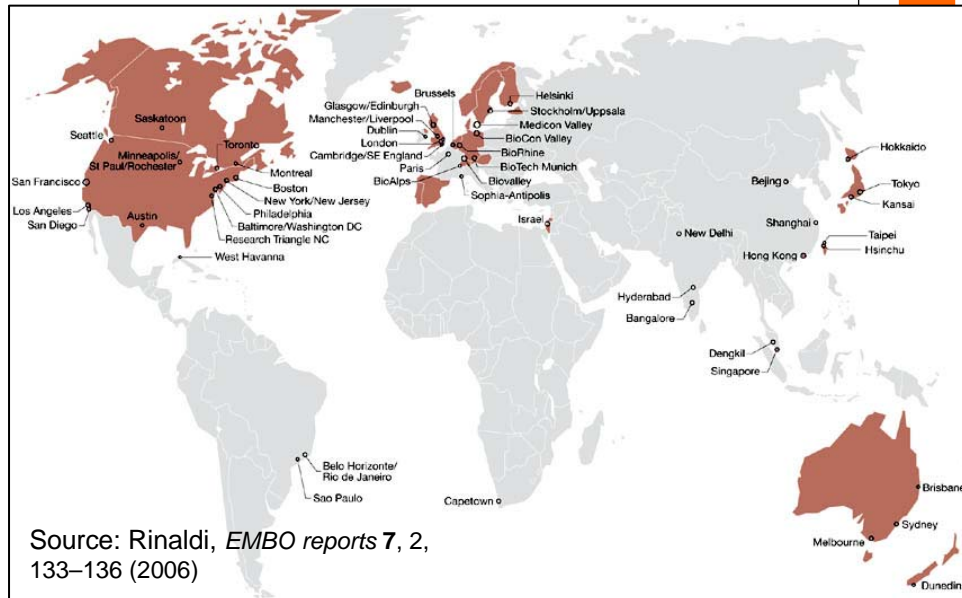 Saskatoon
Seattle
Minneapolis/
St Paul/Rochester
Toronto
Montreal
San Francisco
Boston
New York/New Jersey
Los Angeles
Philadelphia
San Diego
Austin
Baltimore/Washington DC
Research Triangle NC
West Havanna
Brussels
Helsinki
Glasgow/Edinburgh
Stockholm/Uppsala
Manchester/Liverpool
Medicon Valley
Dublin
BioCon Valley
London
BioRhine
Cambridge/SE England
BioTech Munich
Paris
Biovalley
BioAlps
Sophia-Antipolis
Israel
Hokkaido
Bejing
Tokyo
Kansai
Shanghai
New Delhi
Taipei
Hsinchu
Hong Kong
Hyderabad
Bangalore
Dengkil
Singapore
Belo Horizonte/
Rio de Janeiro
Sao Paulo
Capetown
Brisbane
Sydney
Melbourne
Dunedin
Source: Rinaldi, EMBO reports 7, 2,
133–136 (2006)